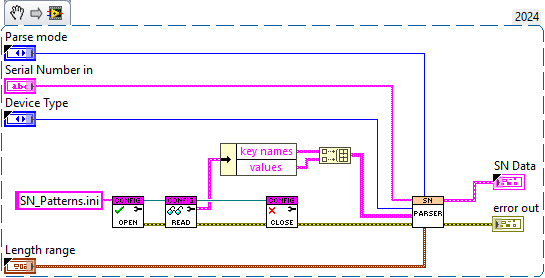 2024
Parse mode
Serial Number in
abc
Device Type
key names
values
SN Data
SN_Patterns.ini
CONFIG
OPEN
CONFIG
READ
CONFIG
CLOSE
SN
PARSER
error out
Length range